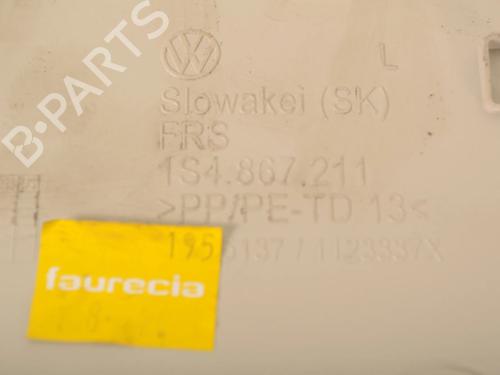 B-PARTS
L
Slowakei (SK)
FRS
1S4.867.211
>PP/PE-TD 13<
faurecia